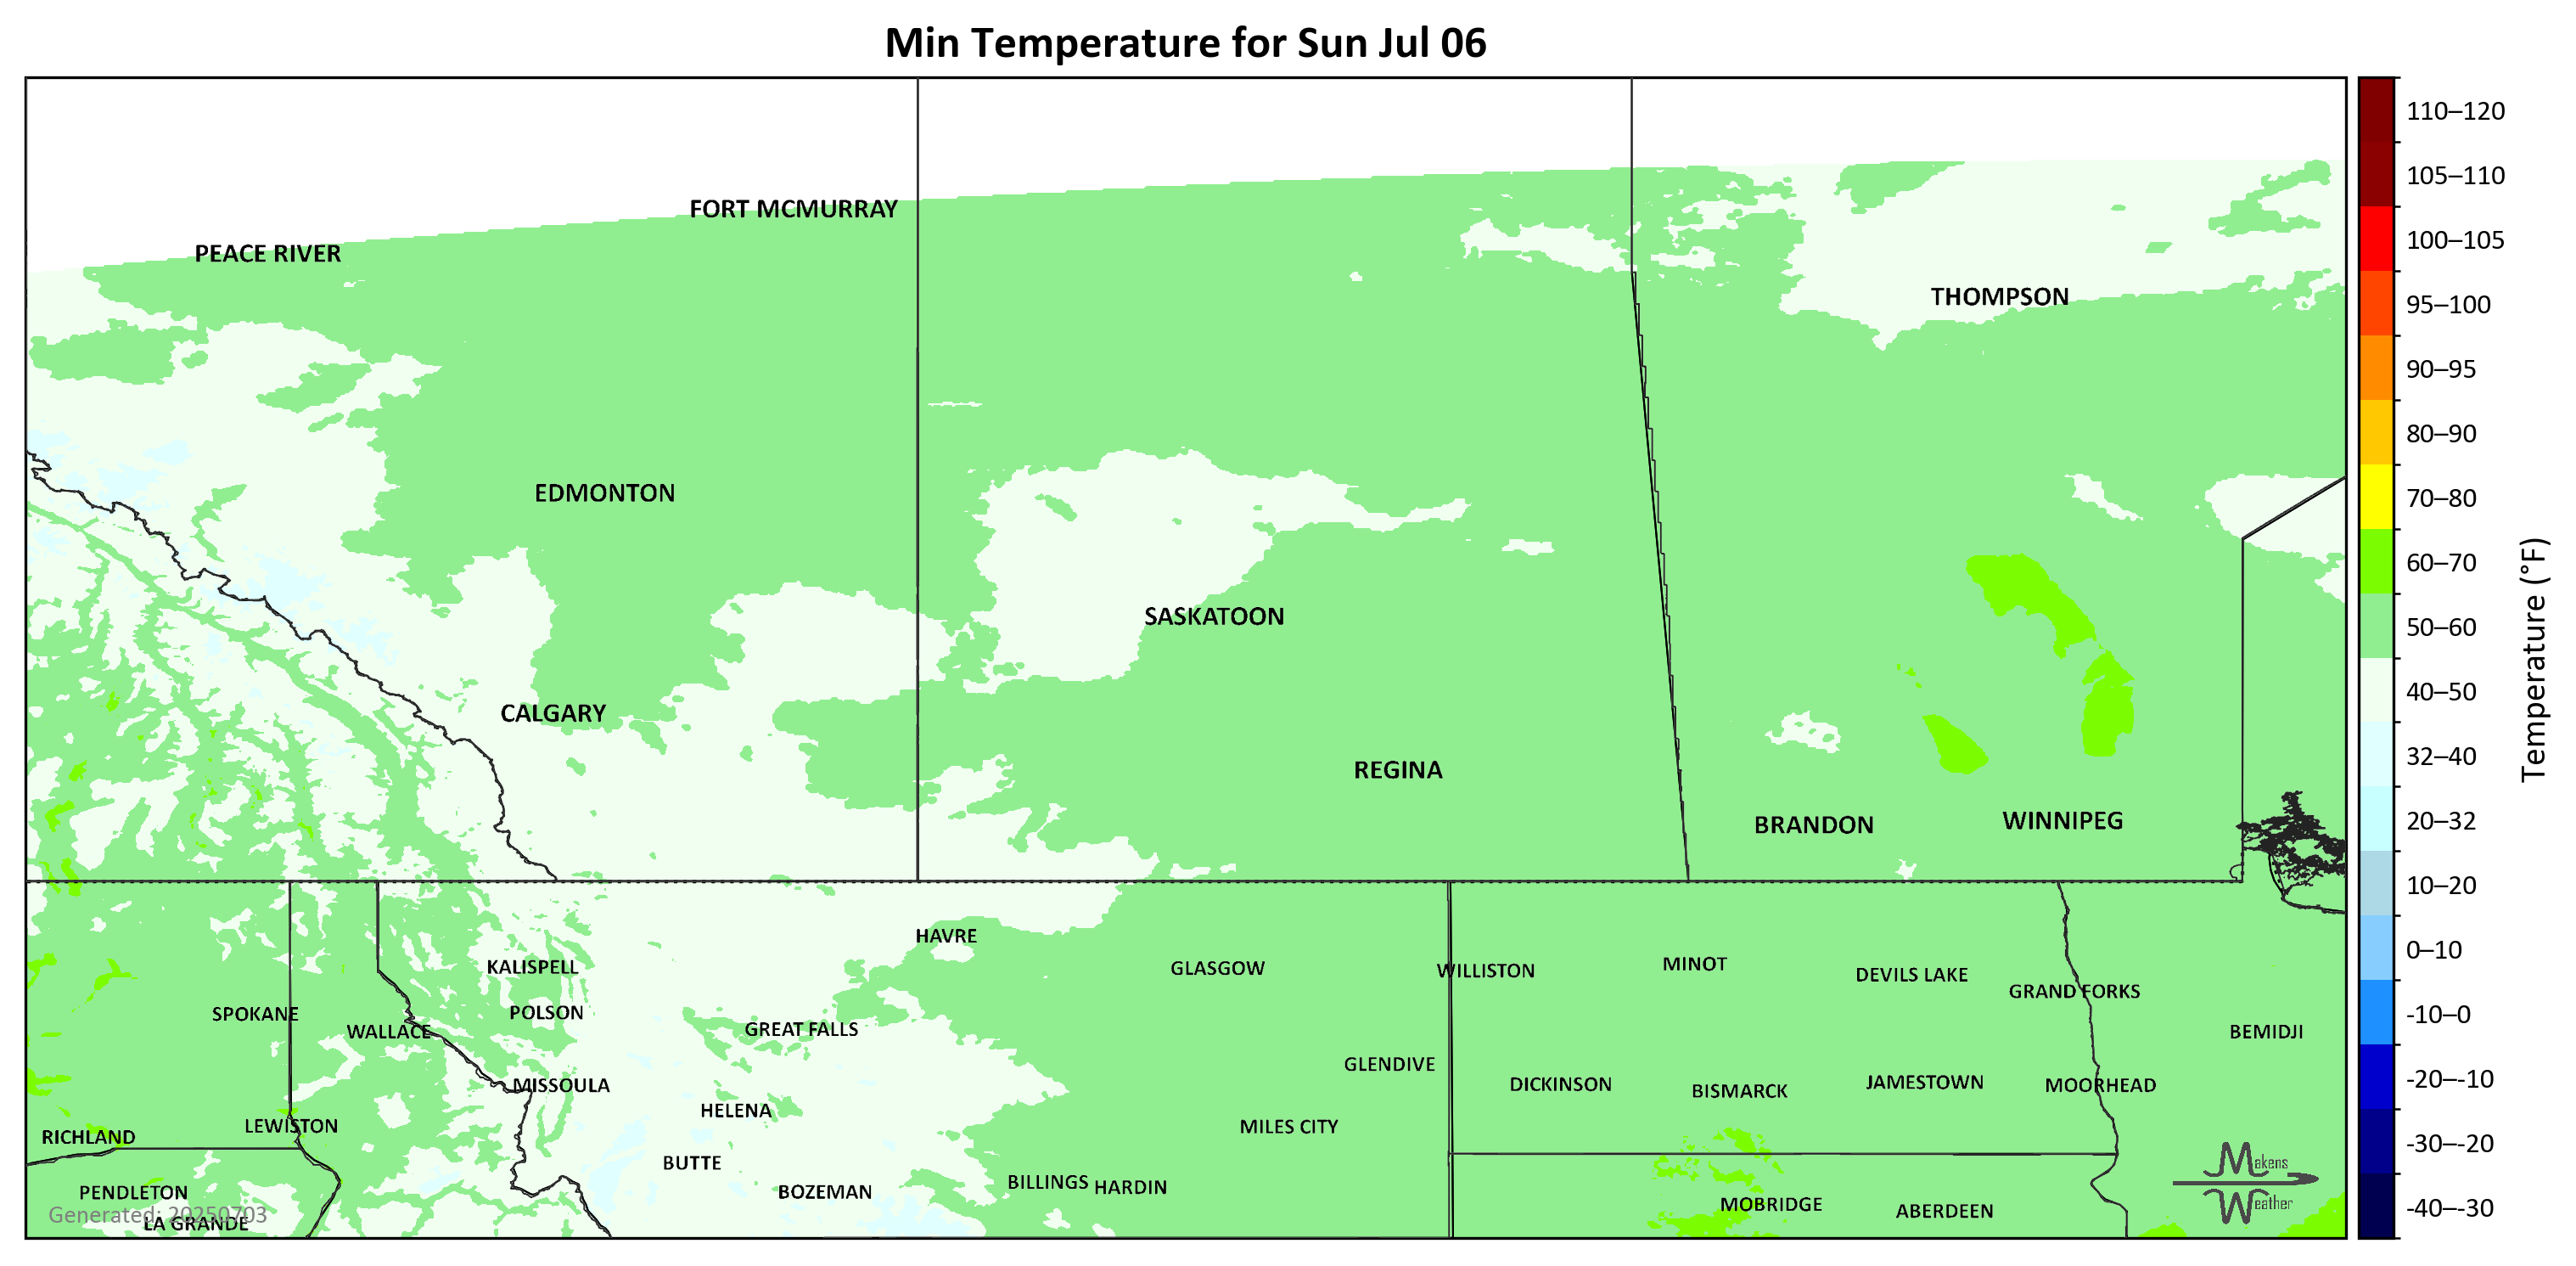 Min Temperature for Sun Jul 06
FORT MCMURRAY
PEACE RIVER
THOMPSON
EDMONTON
SASKATOON
CALGARY
REGINA
BRANDON
WINNIPEG
HAVRE
KALISPELL
GLASGOW
WILLISTON
MINOT
DEVILS LAKE
GRAND FORKS
SPOKANE
POLSON
WALLACE
GREAT FALLS
BEMIDJI
GLENDIVE
MISSOULA
DICKINSON
BISMARCK
JAMESTOWN
MOORHEAD
HELENA
LEWISTON
MILES CITY
RICHLAND
BUTTE
PENDLETON
BOZEMAN
BILLINGS
HARDIN
MOBRIDGE
ABERDEEN
Generated: 20250703
LA GRANDE
Makens
Weather
110–120
105–110
100–105
95–100
90–95
80–90
70–80
60–70
50–60
40–50
32–40
20–32
10–20
0–10
-10–0
-20–-10
-30–-20
-40–-30
Temperature (°F)